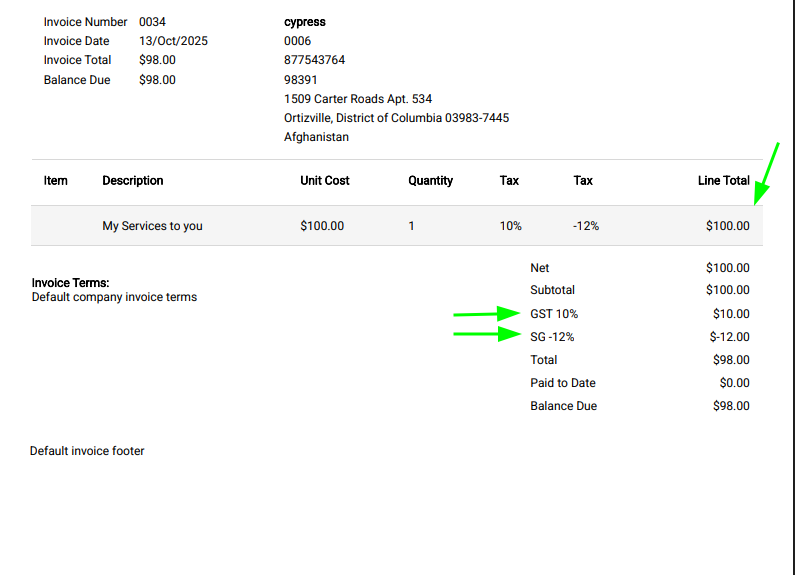 Invoice Number 0034
Invoice Date 13/Oct/2025
Invoice Total $98.00
Balance Due $98.00
cypress
0006
877543764
98391
1509 Carter Roads Apt. 534
Ortizville, District of Columbia 03983-7445
Afghanistan
Item Description Unit Cost Quantity Tax Tax Line Total
My Services to you $100.00 1 10% -12% $100.00
Invoice Terms:
Default company invoice terms
Net $100.00
Subtotal $100.00
GST 10% $10.00
SG -12% $-12.00
Total $98.00
Paid to Date $0.00
Balance Due $98.00
Default invoice footer